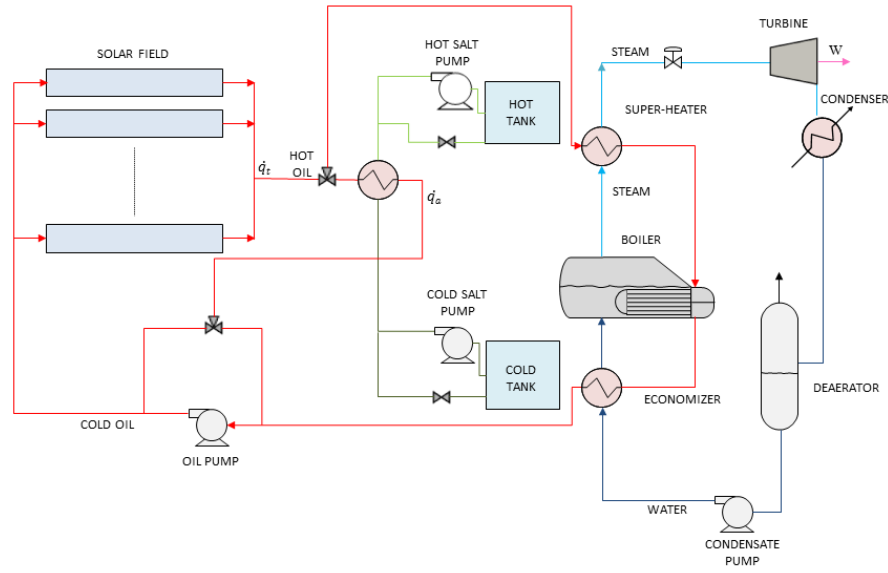 TURBINE
SOLAR FIELD
HOT SALT
PUMP
STEAM
W
HOT
TANK
CONDENSER
SUPER-HEATER
q̇ₜ
HOT
OIL
q̇ₐ
STEAM
BOILER
COLD SALT
PUMP
COLD
TANK
DEAERATOR
ECONOMIZER
COLD OIL
OIL PUMP
WATER
CONDENSATE
PUMP